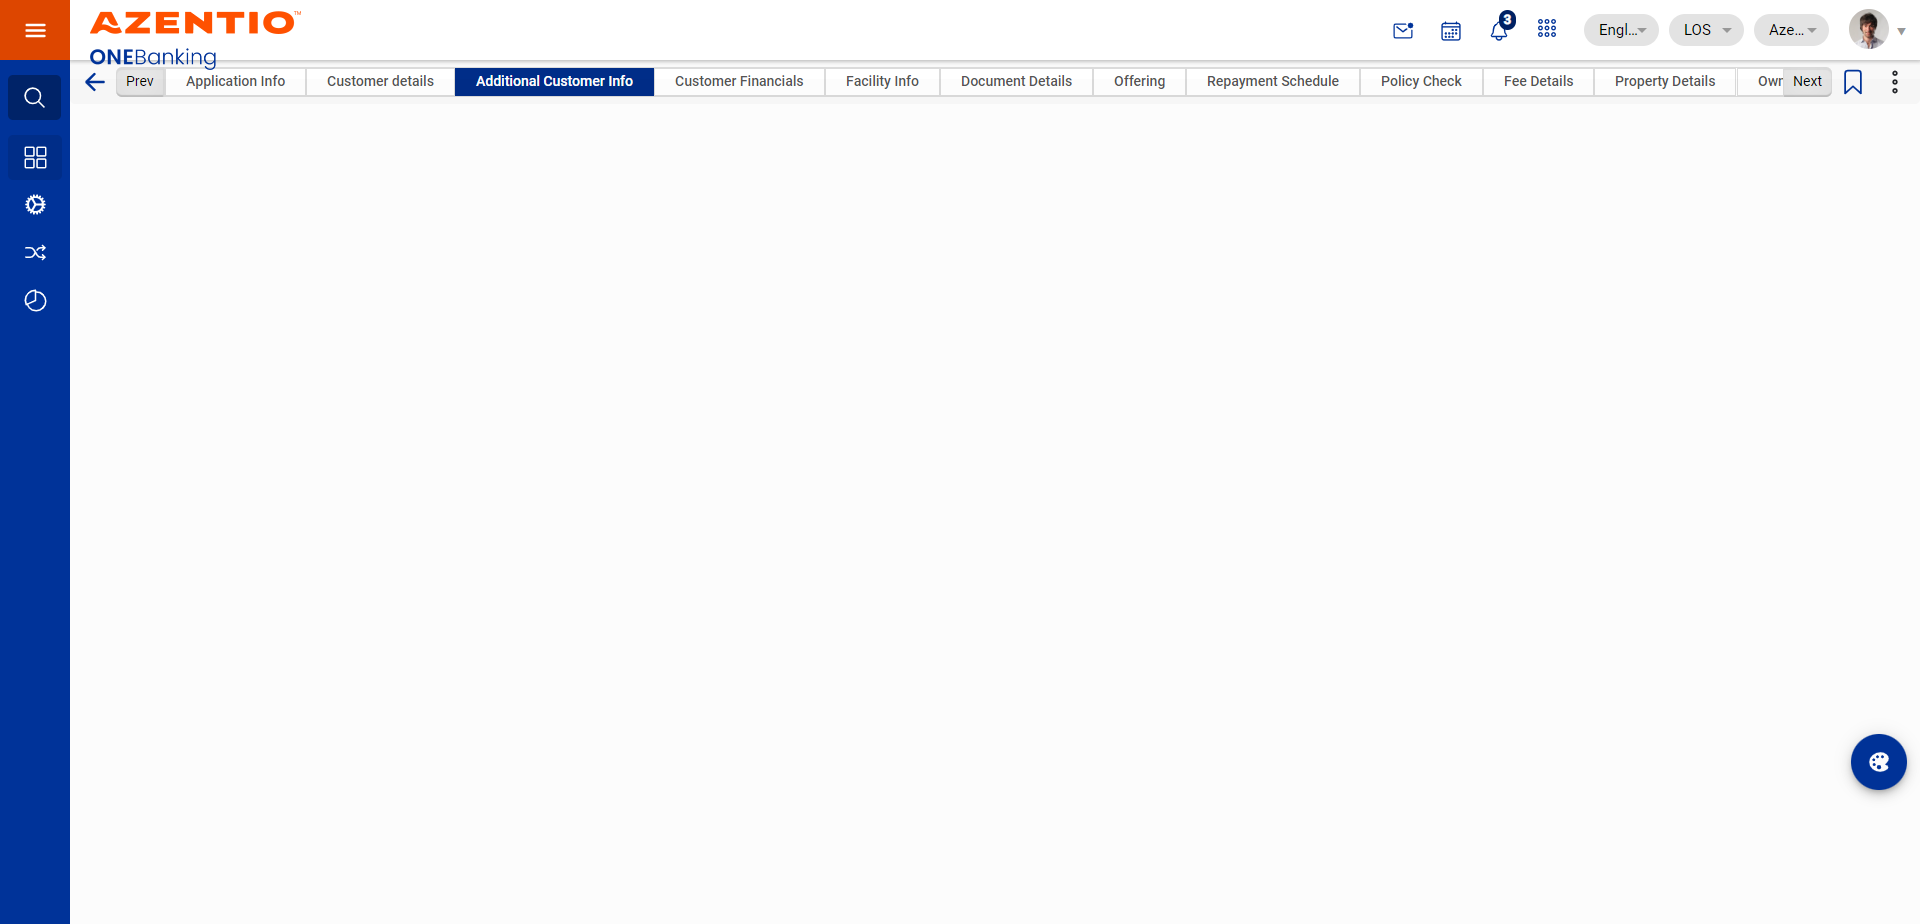 AZENTIO™
ONEBanking
3
Engl...
LOS
Aze...
Prev
Application Info
Customer details
Additional Customer Info
Customer Financials
Facility Info
Document Details
Offering
Repayment Schedule
Policy Check
Fee Details
Property Details
Owr
Next